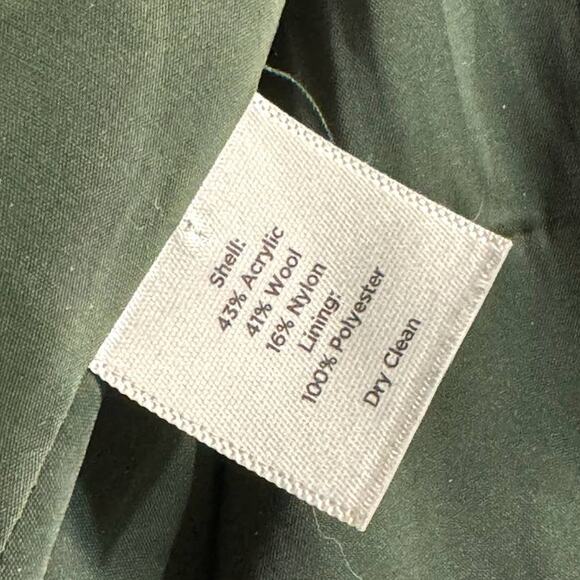 Shell:
43% Acrylic
41% Wool
16% Nylon
Lining:
100% Polyester
Dry Clean